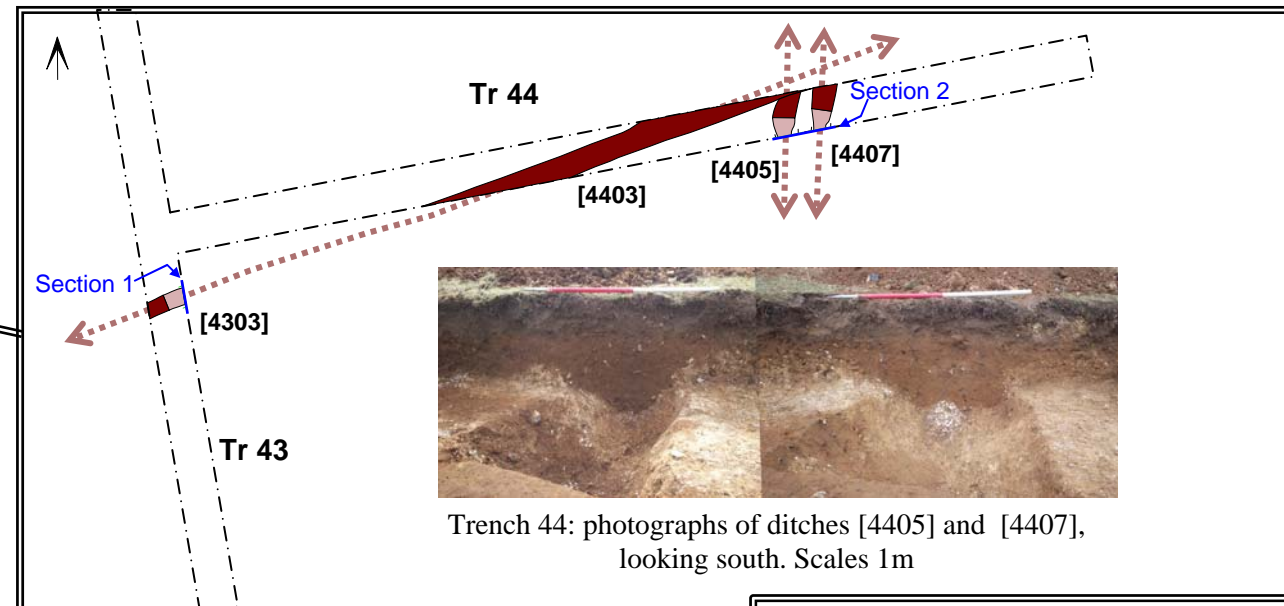 Tr 44
Section 2
[4405]
[4407]
[4403]
Section 1
[4303]
Tr 43
Trench 44: photographs of ditches [4405] and [4407],
looking south. Scales 1m